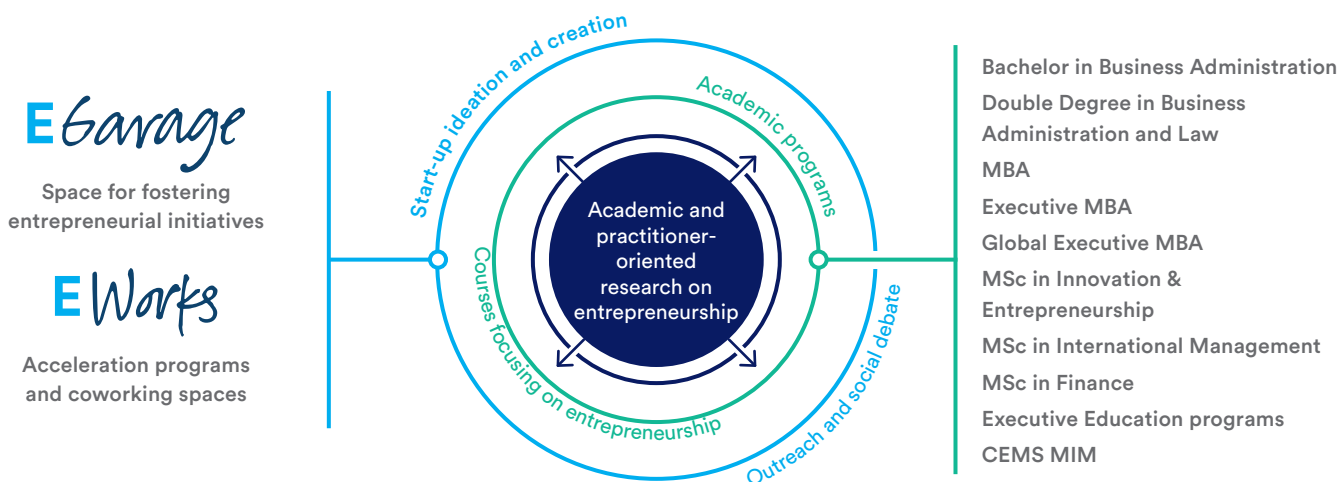 E Garage
Space for fostering
entrepreneurial initiatives
E Works
Acceleration programs
and coworking spaces
Start-up ideation and creation
Academic programs
Academic and
practitioner-
oriented
research on
entrepreneurship
Courses focusing on entrepreneurship
Outreach and social debate
Bachelor in Business Administration
Double Degree in Business
Administration and Law
MBA
Executive MBA
Global Executive MBA
MSc in Innovation &
Entrepreneurship
MSc in International Management
MSc in Finance
Executive Education programs
CEMS MIM